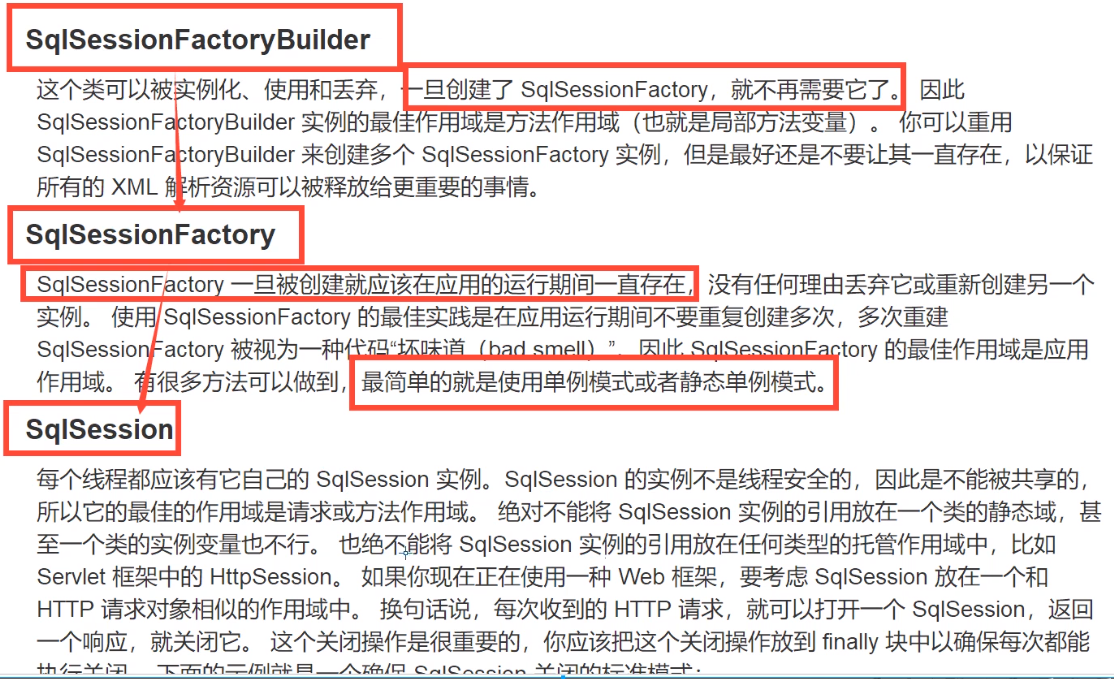 SqlSessionFactoryBuilder
这个类可以被实例化、使用和丢弃，一旦创建了 SqlSessionFactory，就不再需要它了。 因此
SqlSessionFactoryBuilder 实例的最佳作用域是方法作用域（也就是局部方法变量）。 你可以重用
SqlSessionFactoryBuilder 来创建多个 SqlSessionFactory 实例，但是最好还是不要让其一直存在，以保证
所有的 XML 解析资源可以被释放给更重要的事情。
SqlSessionFactory
SqlSessionFactory 一旦被创建就应该在应用的运行期间一直存在，没有任何理由丢弃它或重新创建另一个
实例。 使用 SqlSessionFactory 的最佳实践是在应用运行期间不要重复创建多次，多次重建
SqlSessionFactory 被视为一种代码“坏味道（bad smell）”。因此 SqlSessionFactory 的最佳作用域是应用
作用域。 有很多方法可以做到，最简单的就是使用单例模式或者静态单例模式。
SqlSession
每个线程都应该有它自己的 SqlSession 实例。SqlSession 的实例不是线程安全的，因此是不能被共享的，
所以它的最佳的作用域是请求或方法作用域。 绝对不能将 SqlSession 实例的引用放在一个类的静态域，甚
至一个类的实例变量也不行。 也绝不能将 SqlSession 实例的引用放在任何类型的托管作用域中，比如
Servlet 框架中的 HttpSession。 如果你现在正在使用一种 Web 框架，要考虑 SqlSession 放在一个和
HTTP 请求对象相似的作用域中。 换句话说，每次收到的 HTTP 请求，就可以打开一个 SqlSession，返回
一个响应，就关闭它。 这个关闭操作是很重要的，你应该把这个关闭操作放到 finally 块中以确保每次都能
执行关闭。 下面的示例就是一个确保 SqlSession 关闭的标准模式：